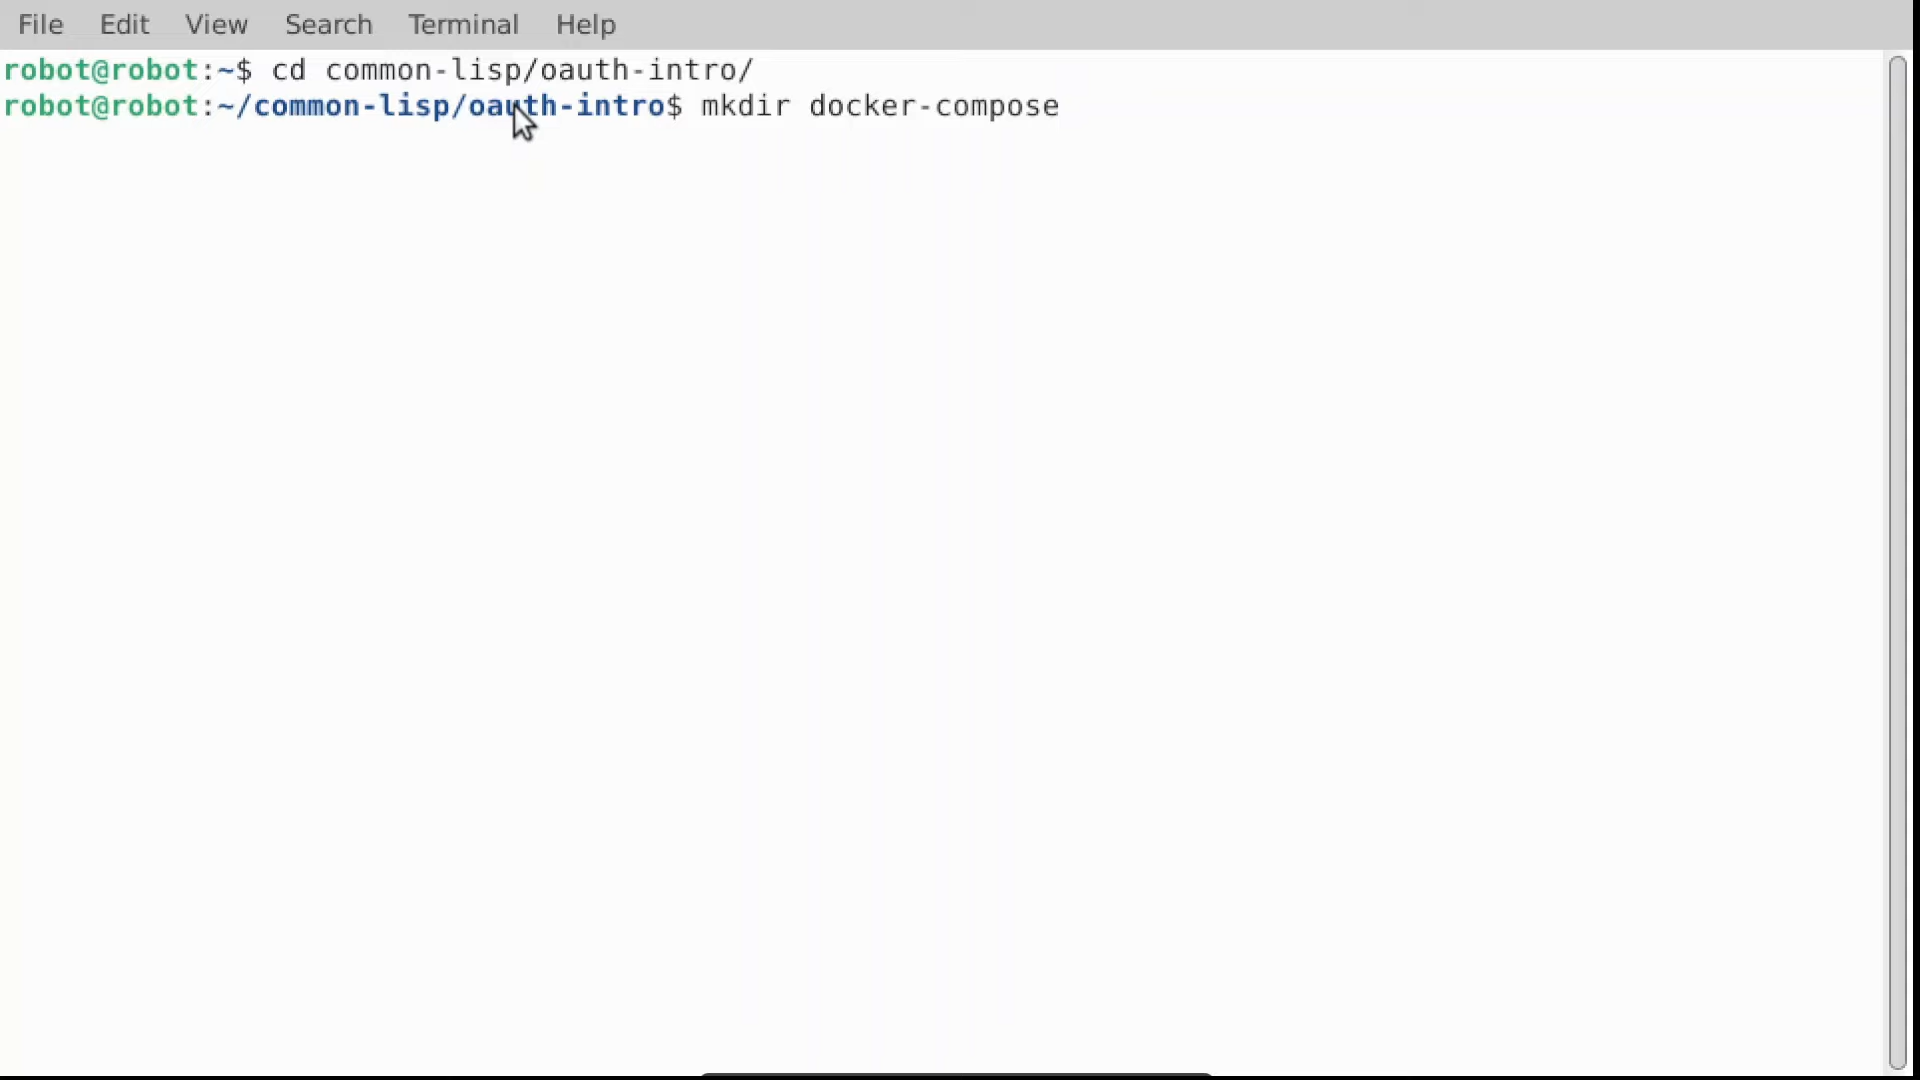 File Edit View Search Terminal Help
robot@robot:~$ cd common-lisp/oauth-intro/
robot@robot:~/common-lisp/oauth-intro$ mkdir docker-compose